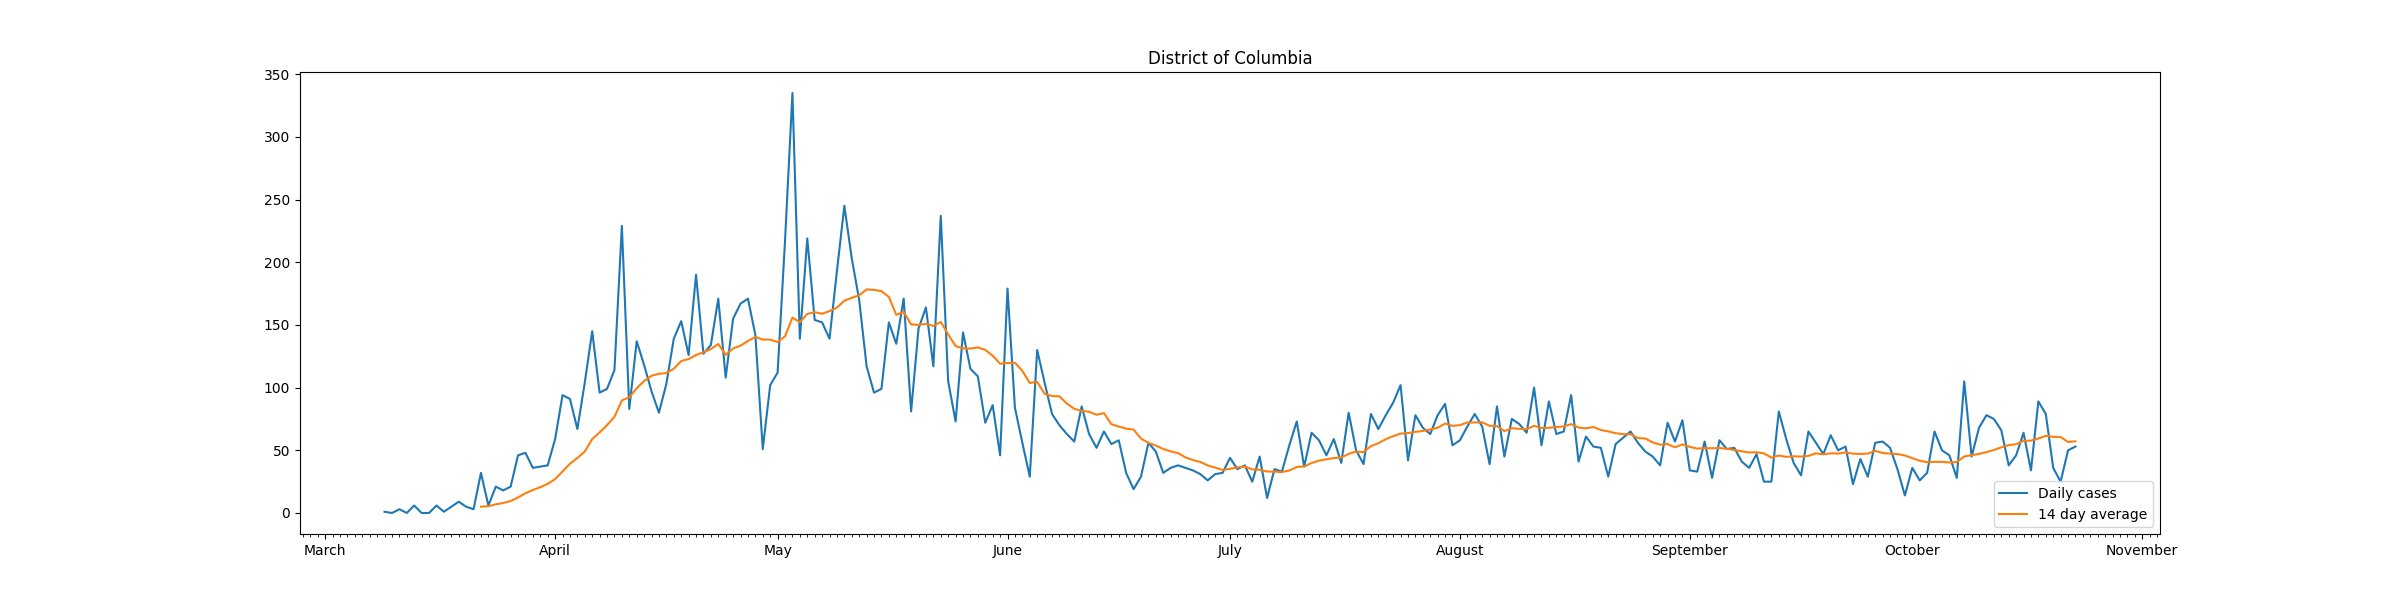 District of Columbia
350
300
250
200
150
100
50
0
March April May June July August September October November
Daily cases
14 day average